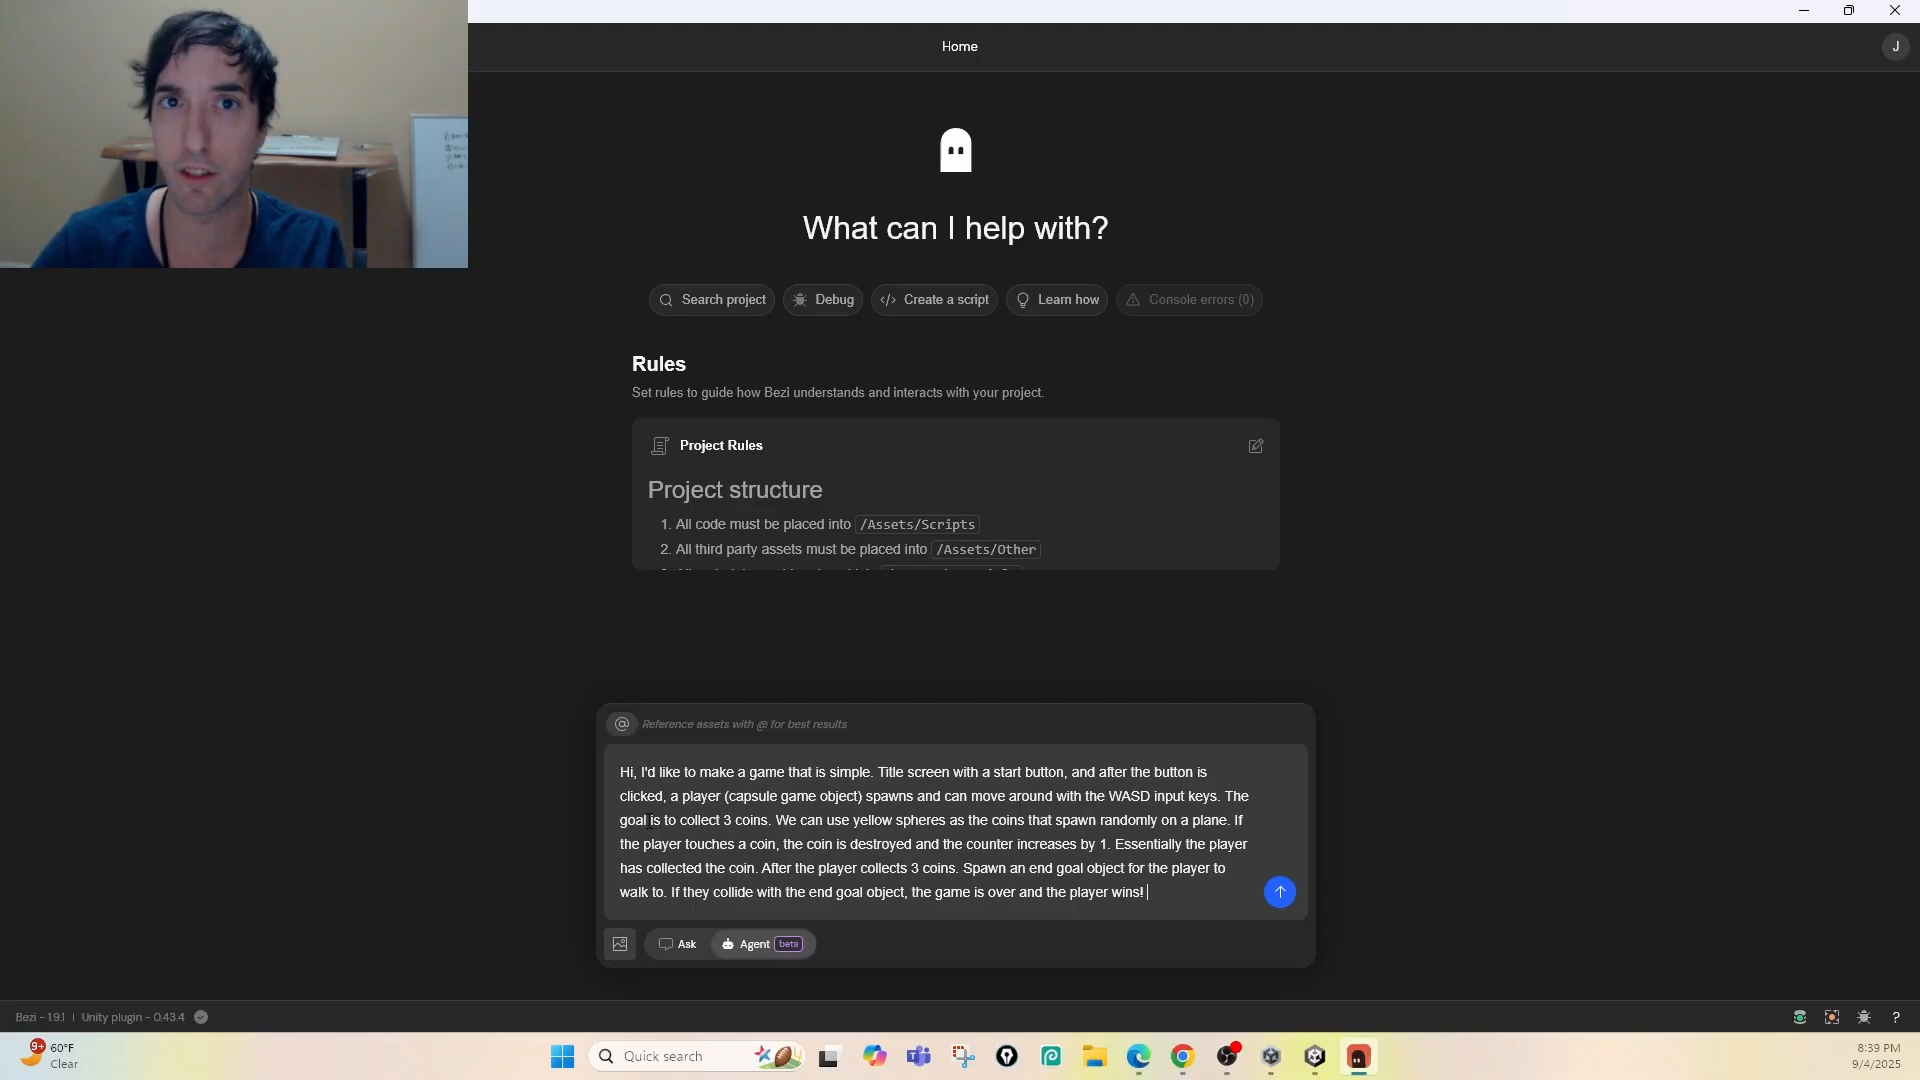 Home
J
What can I help with?
Search project
Debug
</> Create a script
Learn how
Console errors (0)
Rules
Set rules to guide how Bezi understands and interacts with your project.
Project Rules
Project structure
1. All code must be placed into /Assets/Scripts
2. All third party assets must be placed into /Assets/Other
@ Reference assets with @ for best results
Hi, I'd like to make a game that is simple. Title screen with a start button, and after the button is
clicked, a player (capsule game object) spawns and can move around with the WASD input keys. The
goal is to collect 3 coins. We can use yellow spheres as the coins that spawn randomly on a plane. If
the player touches a coin, the coin is destroyed and the counter increases by 1. Essentially the player
has collected the coin. After the player collects 3 coins. Spawn an end goal object for the player to
walk to. If they collide with the end goal object, the game is over and the player wins!
Ask
Agent beta
Bezi - 1.9.1 | Unity plugin - 0.43.4
?
9+
60°F
Clear
Quick search
8:39 PM
9/4/2025